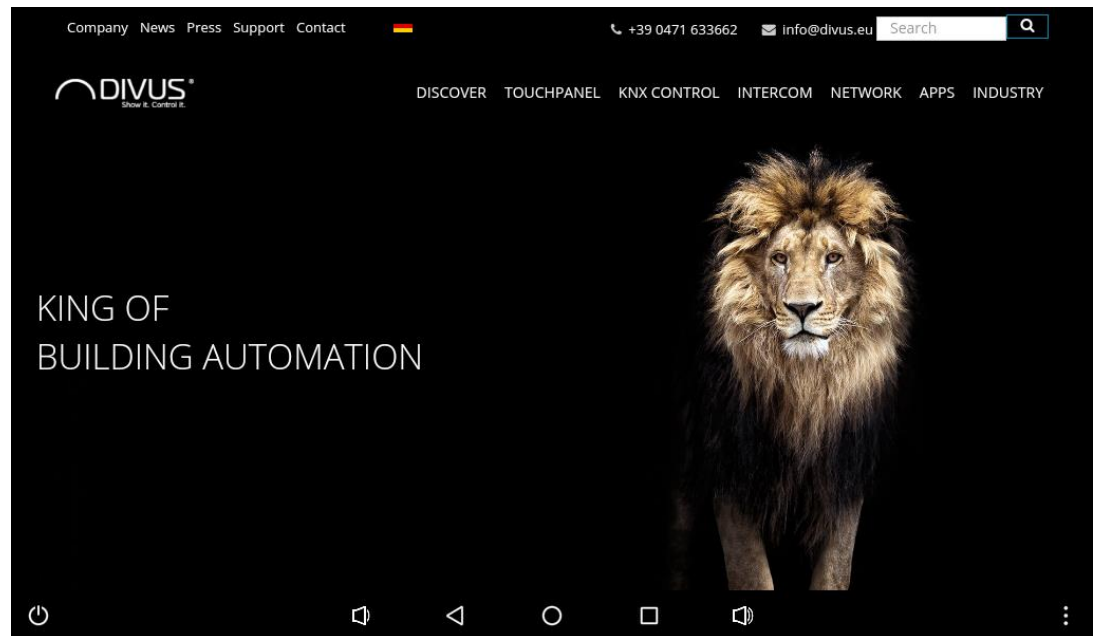 Company News Press Support Contact
+39 0471 633662 info@divus.eu Search
DIVUS®
Show it. Control it.
DISCOVER TOUCHPANEL KNX CONTROL INTERCOM NETWORK APPS INDUSTRY
KING OF
BUILDING AUTOMATION